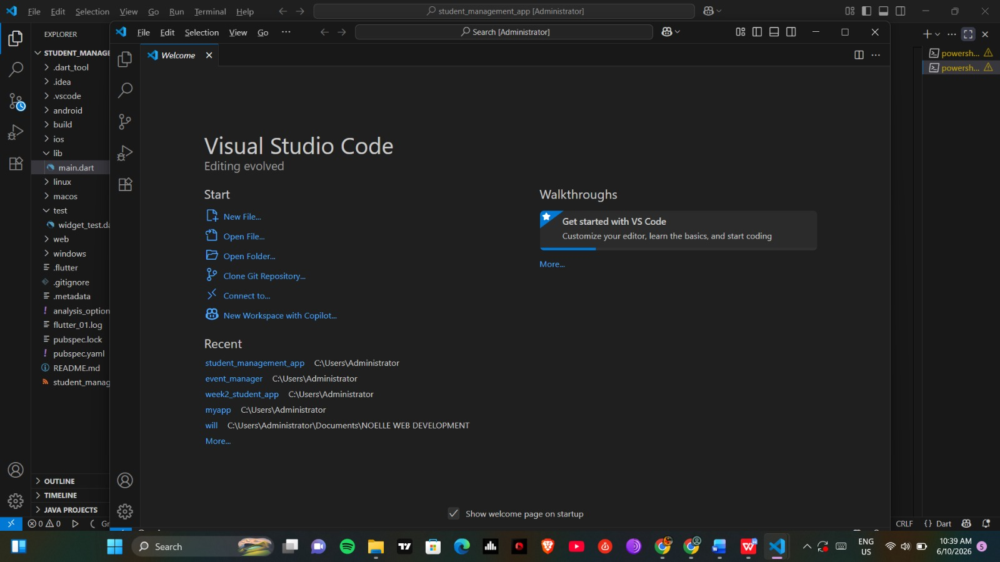 File Edit Selection View Go Run Terminal Help
student_management_app [Administrator]
EXPLORER
STUDENT_MANAGE
.dart_tool
.idea
.vscode
android
build
ios
lib
main.dart
linux
macos
test
widget_test.da
web
windows
.flutter
.gitignore
.metadata
analysis_option
flutter_01.log
pubspec.lock
pubspec.yaml
README.md
student_manag
OUTLINE
TIMELINE
JAVA PROJECTS
0 0 Gr
File Edit Selection View Go ...
Search [Administrator]
Welcome
Visual Studio Code
Editing evolved
Start
New File...
Open File...
Open Folder...
Clone Git Repository...
Connect to...
New Workspace with Copilot...
Recent
student_management_app C:\Users\Administrator
event_manager C:\Users\Administrator
week2_student_app C:\Users\Administrator
myapp C:\Users\Administrator
will C:\Users\Administrator\Documents\NOELLE WEB DEVELOPMENT
More...
Walkthroughs
Get started with VS Code
Customize your editor, learn the basics, and start coding
More...
Show welcome page on startup
powersh...
powersh...
CRLF {} Dart
Search
ENG
US
10:39 AM
6/10/2026
5